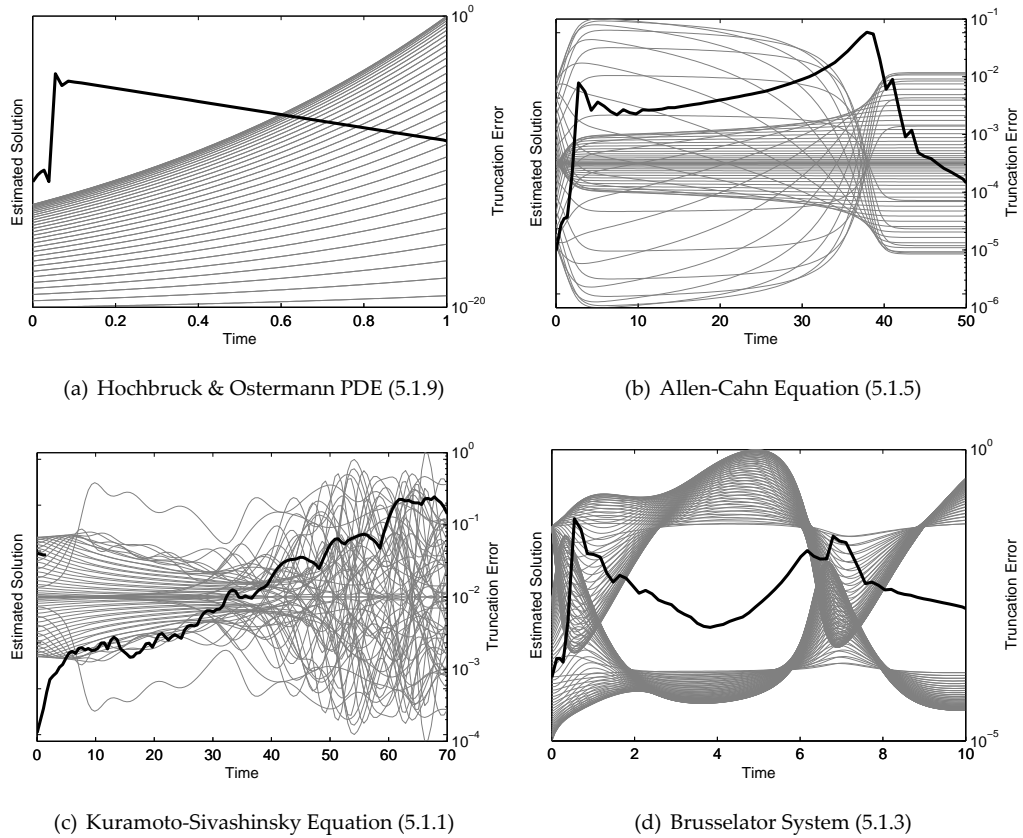 10^0
Estimated Solution
Truncation Error
10^-20
0 0.2 0.4 0.6 0.8 1
Time
(a) Hochbruck & Ostermann PDE (5.1.9)
10^-1
10^-2
10^-3
10^-4
10^-5
10^-6
Estimated Solution
Truncation Error
0 10 20 30 40 50
Time
(b) Allen-Cahn Equation (5.1.5)
10^0
10^-1
10^-2
10^-3
10^-4
Estimated Solution
Truncation Error
0 10 20 30 40 50 60 70
Time
(c) Kuramoto-Sivashinsky Equation (5.1.1)
10^0
Estimated Solution
Truncation Error
10^-5
0 2 4 6 8 10
Time
(d) Brusselator System (5.1.3)